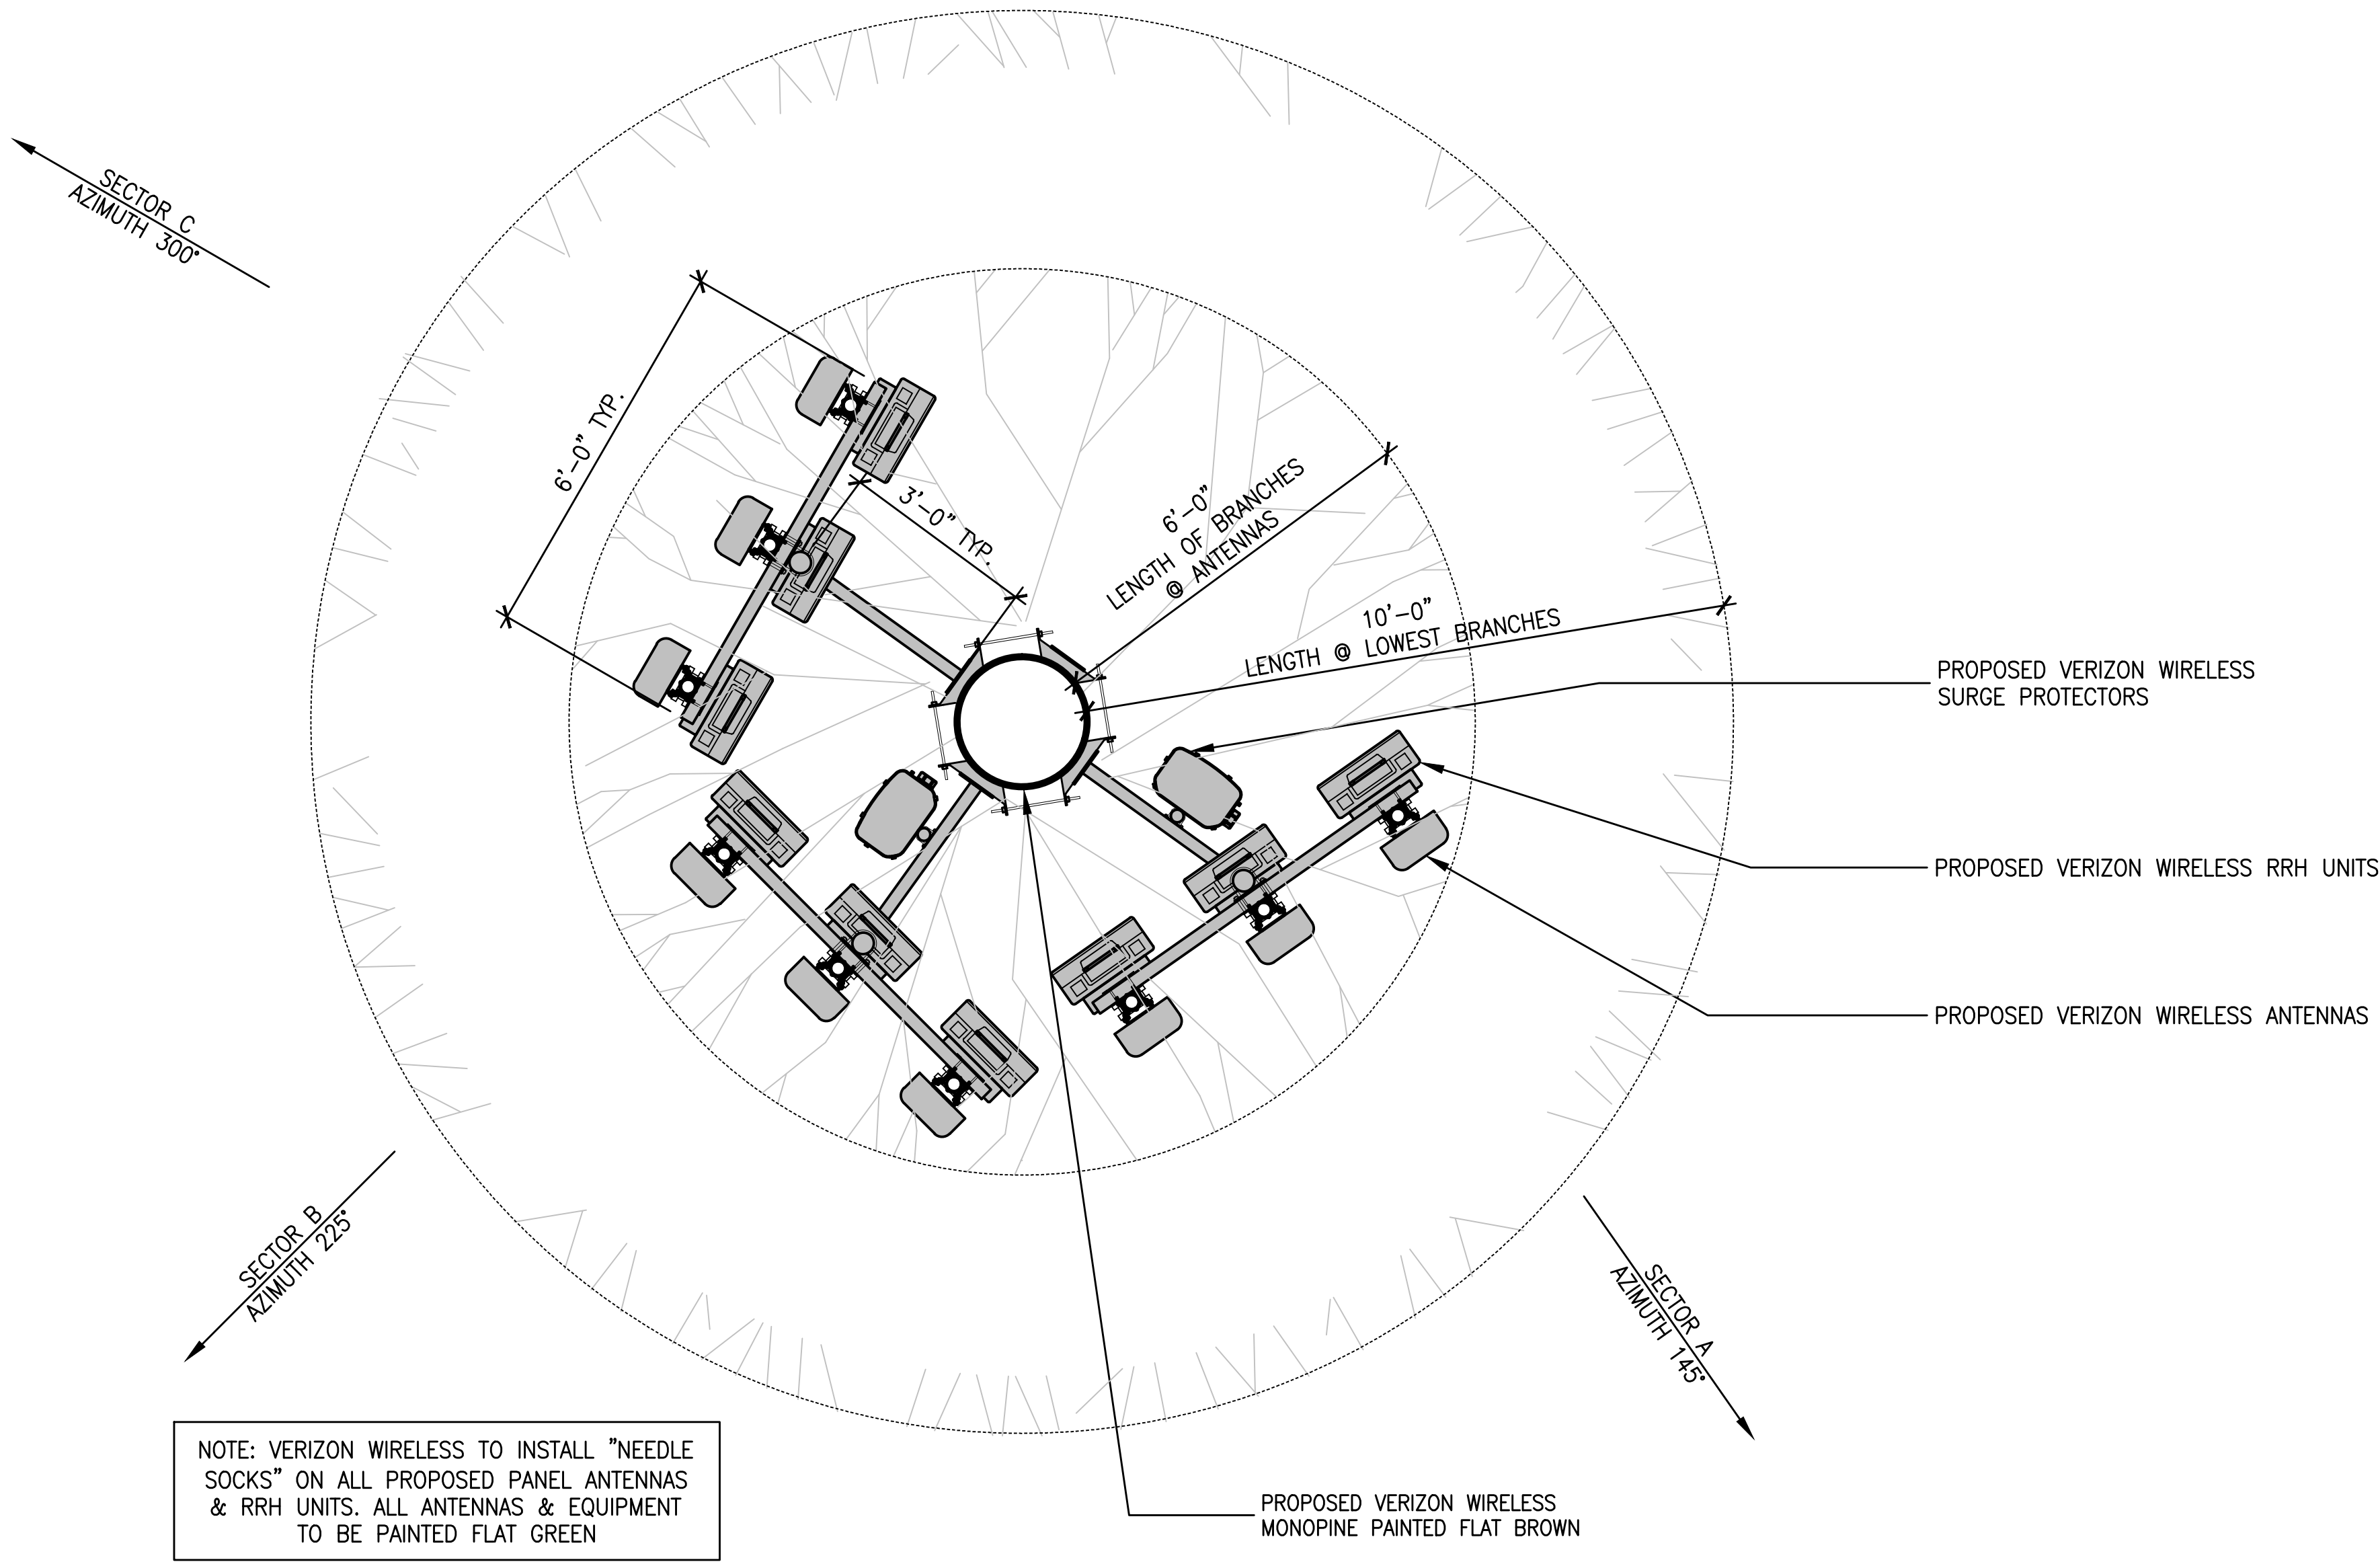 SECTOR C
AZIMUTH 300°
6'-0" TYP.
3'-0" TYP.
6'-0"
LENGTH OF BRANCHES
@ ANTENNAS
10'-0"
LENGTH @ LOWEST BRANCHES
PROPOSED VERIZON WIRELESS
SURGE PROTECTORS
PROPOSED VERIZON WIRELESS RRH UNITS
PROPOSED VERIZON WIRELESS ANTENNAS
SECTOR B
AZIMUTH 225°
SECTOR A
AZIMUTH 145°
NOTE: VERIZON WIRELESS TO INSTALL "NEEDLE
SOCKS" ON ALL PROPOSED PANEL ANTENNAS
& RRH UNITS. ALL ANTENNAS & EQUIPMENT
TO BE PAINTED FLAT GREEN
PROPOSED VERIZON WIRELESS
MONOPINE PAINTED FLAT BROWN